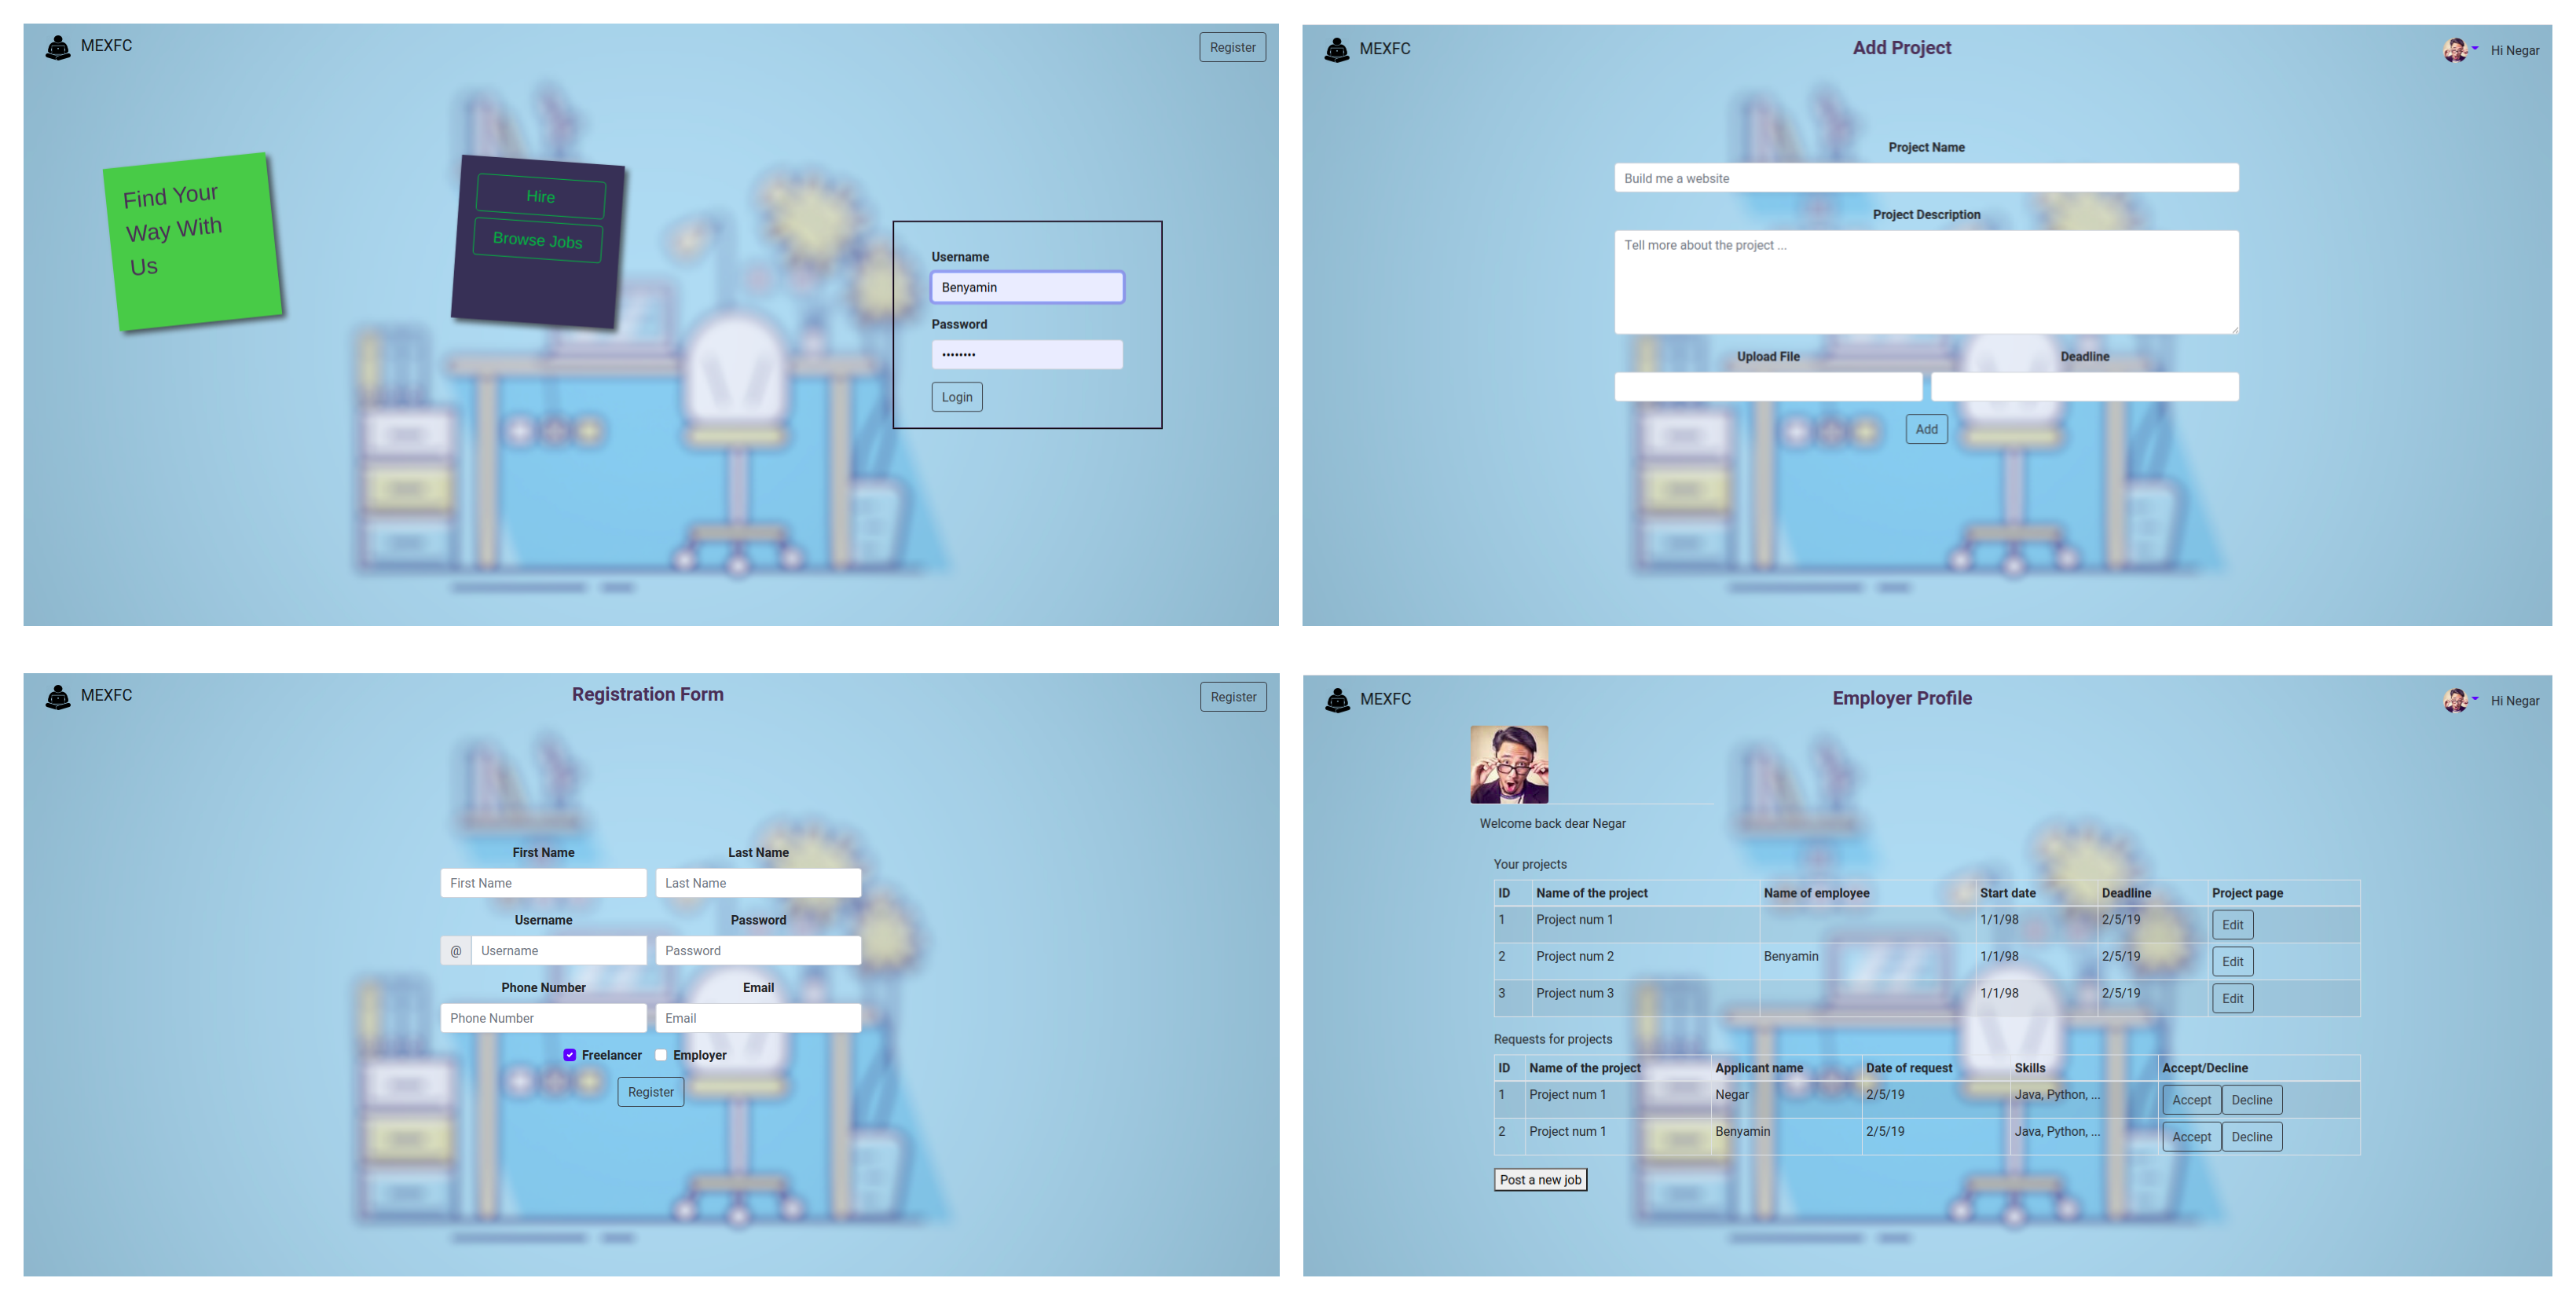 MEXFC
Register
Find Your
Way With
Us
Hire
Browse Jobs
Username
Benyamin
Password
••••••••
Login
MEXFC
Add Project
Hi Negar
Project Name
Build me a website
Project Description
Tell more about the project ...
Upload File Deadline
Add
MEXFC
Registration Form
Register
First Name Last Name
First Name Last Name
Username Password
@ Username Password
Phone Number Email
Phone Number Email
Freelancer Employer
Register
MEXFC
Employer Profile
Hi Negar
Welcome back dear Negar
Your projects
ID Name of the project Name of employee Start date Deadline Project page
1 Project num 1 1/1/98 2/5/19 Edit
2 Project num 2 Benyamin 1/1/98 2/5/19 Edit
3 Project num 3 1/1/98 2/5/19 Edit
Requests for projects
ID Name of the project Applicant name Date of request Skills Accept/Decline
1 Project num 1 Negar 2/5/19 Java, Python, ... Accept Decline
2 Project num 1 Benyamin 2/5/19 Java, Python, ... Accept Decline
Post a new job